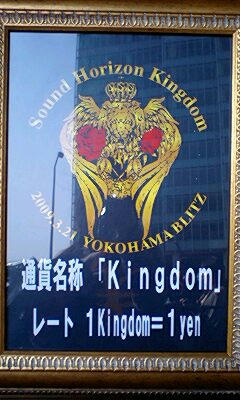 Sound Horizon Kingdom
2009.3.21 YOKOHAMA BLITZ
通貨名称「Kingdom」
レート 1Kingdom=1yen